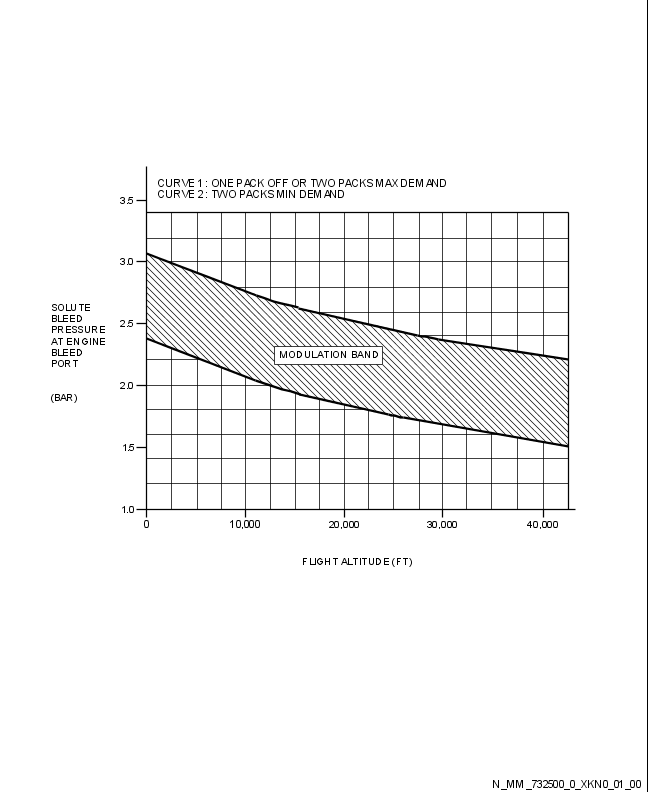 CURVE 1 : ONE PACK OFF OR TWO PACKS MAX DEMAND
CURVE 2 : TWO PACKS MIN DEMAND
3.5
3.0
2.5
2.0
1.5
1.0
SOLUTE
BLEED
PRESSURE
AT ENGINE
BLEED
PORT
(BAR)
MODULATION BAND
0
10,000
20,000
30,000
40,000
FLIGHT ALTITUDE (FT)
N_MM_732500_0_XKN0_01_00